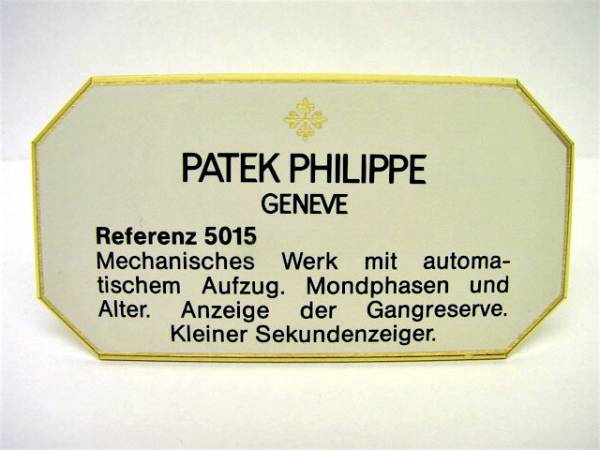 PATEK PHILIPPE
GENEVE
Referenz 5015
Mechanisches Werk mit automa-
tischem Aufzug. Mondphasen und
Alter. Anzeige der Gangreserve.
Kleiner Sekundenzeiger.